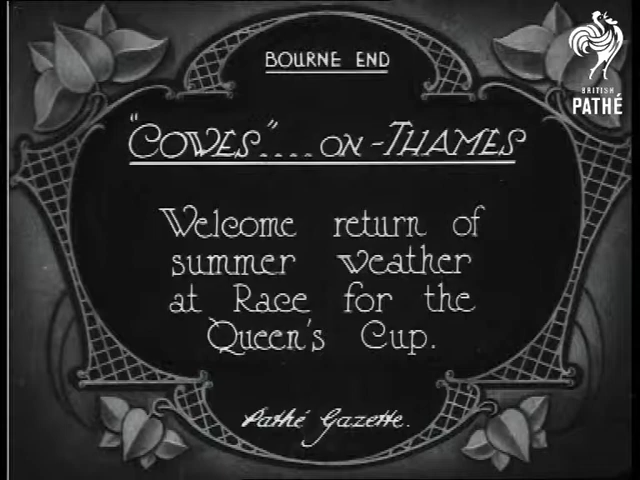 BOURNE END
"COWES".... ON-THAMES
Welcome return of
summer weather
at Race for the
Queen's Cup.
Pathé Gazette.
BRITISH
PATHÉ